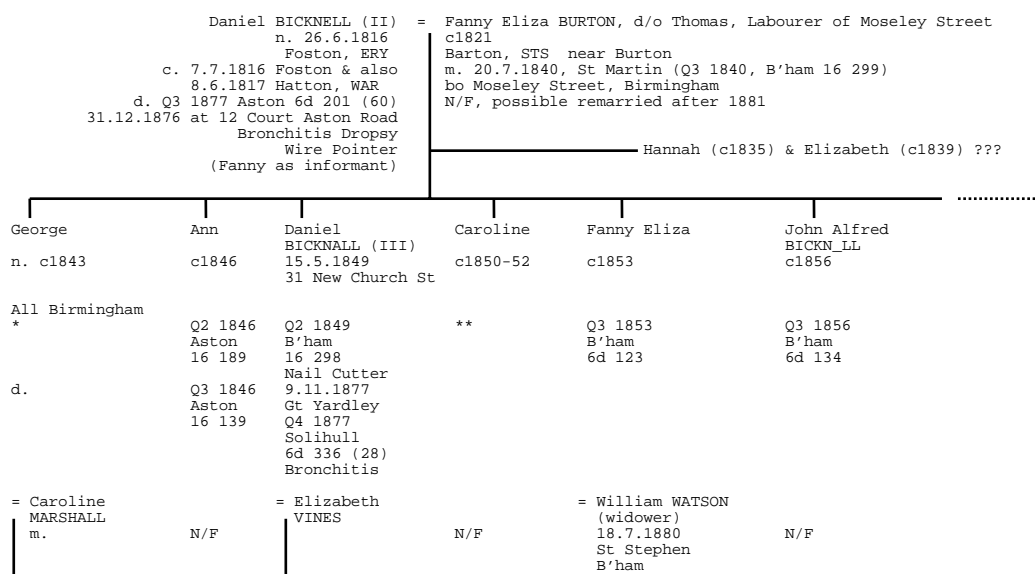 Daniel BICKNELL (II) = Fanny Eliza BURTON, d/o Thomas, Labourer of Moseley Street
n. 26.6.1816 c1821
Foston, ERY Barton, STS near Burton
c. 7.7.1816 Foston & also m. 20.7.1840, St Martin (Q3 1840, B'ham 16 299)
8.6.1817 Hatton, WAR bo Moseley Street, Birmingham
d. Q3 1877 Aston 6d 201 (60) N/F, possible remarried after 1881
31.12.1876 at 12 Court Aston Road
Bronchitis Dropsy
Wire Pointer Hannah (c1835) & Elizabeth (c1839) ???
(Fanny as informant)
George Ann Daniel Caroline Fanny Eliza John Alfred
BICKNALL (III) BICKN_LL
n. c1843 c1846 15.5.1849 c1850-52 c1853 c1856
31 New Church St
All Birmingham
* Q2 1846 Q2 1849 ** Q3 1853 Q3 1856
Aston B'ham B'ham B'ham
16 189 16 298 6d 123 6d 134
Nail Cutter
d. Q3 1846 9.11.1877
Aston Gt Yardley
16 139 Q4 1877
Solihull
6d 336 (28)
Bronchitis
= Caroline = Elizabeth = William WATSON
MARSHALL VINES (widower)
m. N/F N/F 18.7.1880 N/F
St Stephen
B'ham